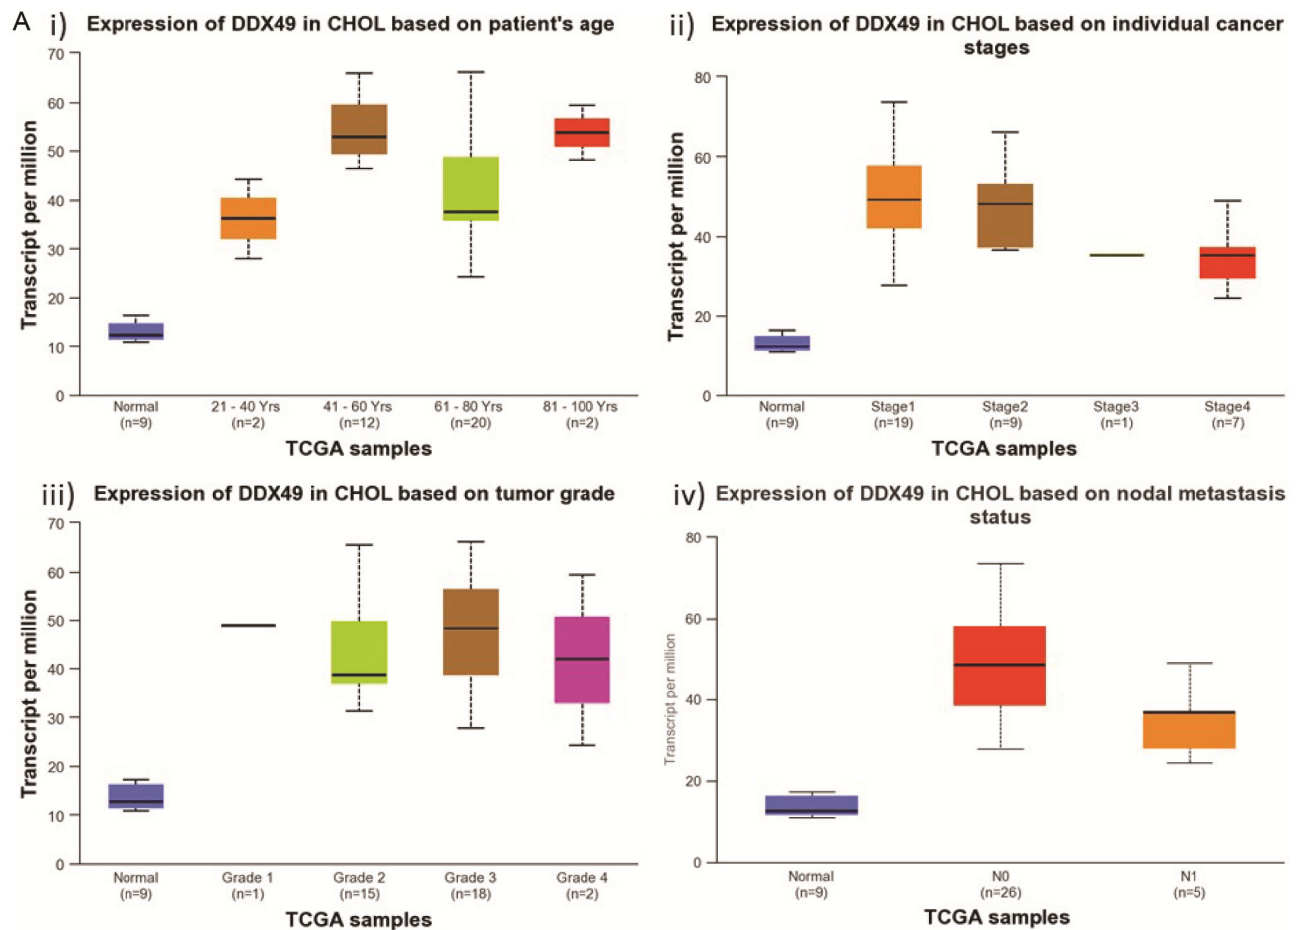 A i) Expression of DDX49 in CHOL based on patient's age
70
60
50
40
30
20
10
0
Transcript per million
Normal (n=9)
21 - 40 Yrs (n=2)
41 - 60 Yrs (n=12)
61 - 80 Yrs (n=20)
81 - 100 Yrs (n=2)
TCGA samples
ii) Expression of DDX49 in CHOL based on individual cancer
stages
80
60
40
20
0
Transcript per million
Normal (n=9)
Stage1 (n=19)
Stage2 (n=9)
Stage3 (n=1)
Stage4 (n=7)
TCGA samples
iii) Expression of DDX49 in CHOL based on tumor grade
70
60
50
40
30
20
10
0
Transcript per million
Normal (n=9)
Grade 1 (n=1)
Grade 2 (n=15)
Grade 3 (n=18)
Grade 4 (n=2)
TCGA samples
iv) Expression of DDX49 in CHOL based on nodal metastasis
status
80
60
40
20
0
Transcript per million
Normal (n=9)
N0 (n=26)
N1 (n=5)
TCGA samples